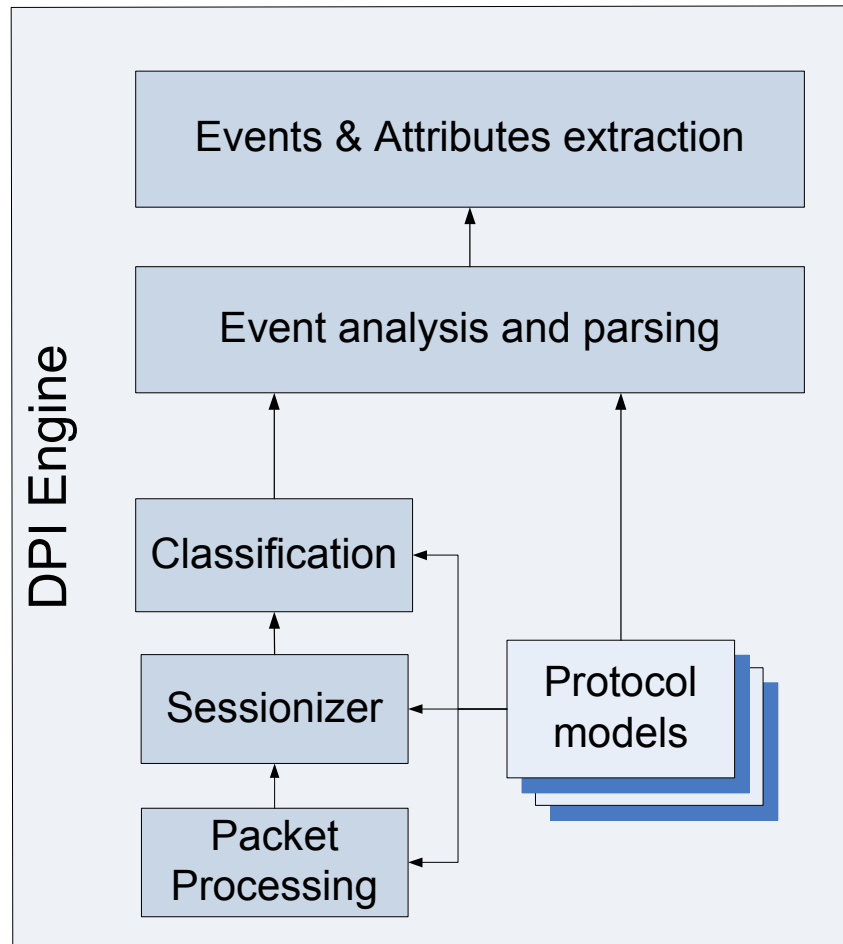 Events & Attributes extraction
Event analysis and parsing
DPI Engine
Classification
Sessionizer
Protocol
models
Packet
Processing